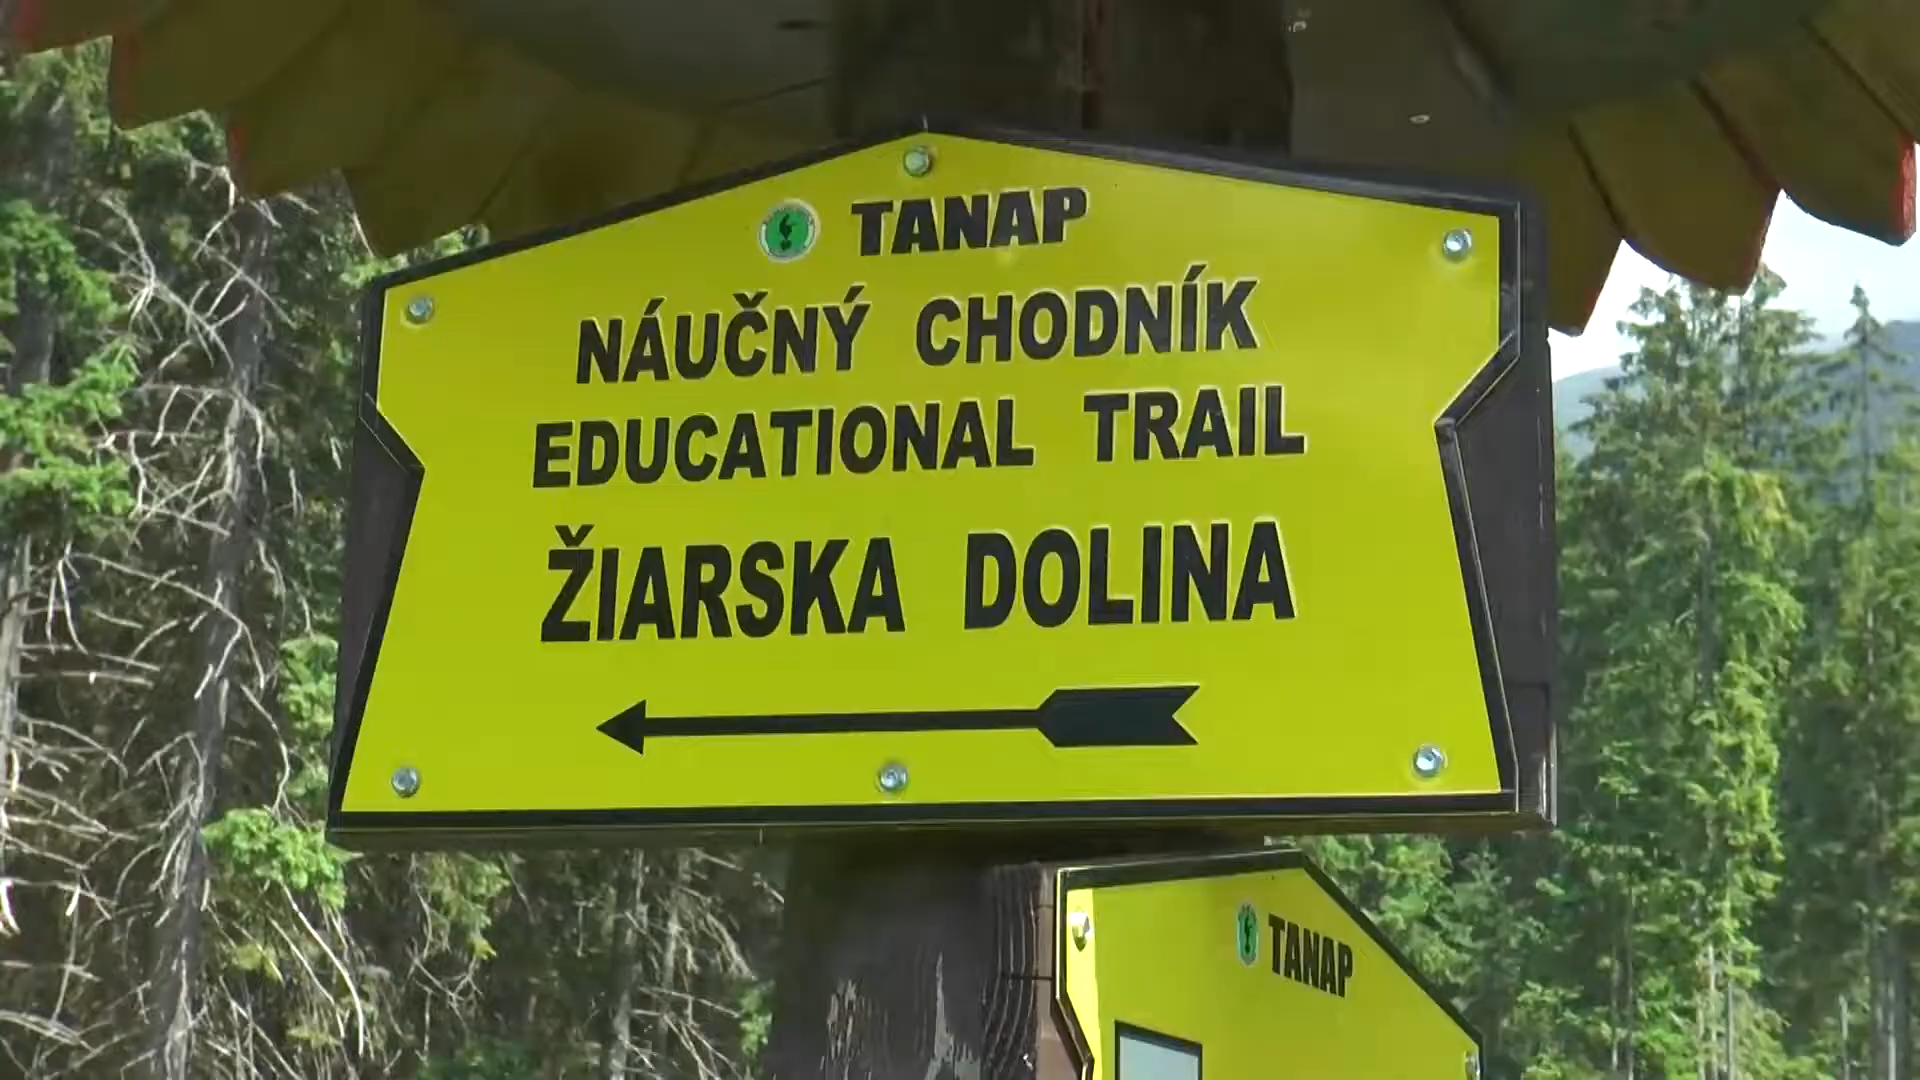 TANAP
NÁUČNÝ CHODNÍK
EDUCATIONAL TRAIL
ŽIARSKA DOLINA
TANAP